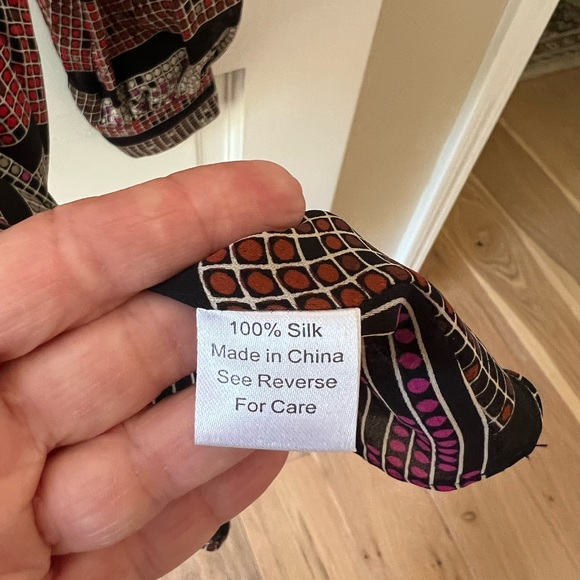 100% Silk
Made in China
See Reverse
For Care